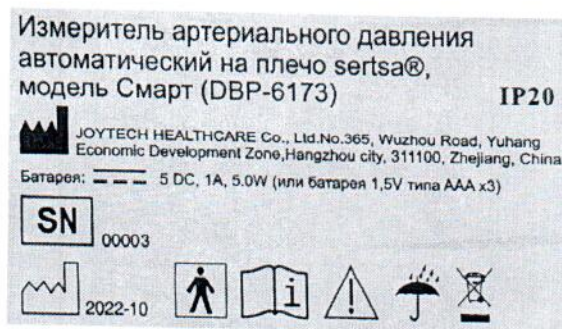 Измеритель артериального давления
автоматический на плечо sertsa®,
модель Смарт (DBP-6173)
IP20
JOYTECH HEALTHCARE Co., Ltd.No.365, Wuzhou Road, Yuhang
Economic Development Zone,Hangzhou city, 311100, Zhejiang, China
Батарея: 5 DC, 1A, 5.0W (или батарея 1,5V типа AAA x3)
SN
00003
2022-10
i